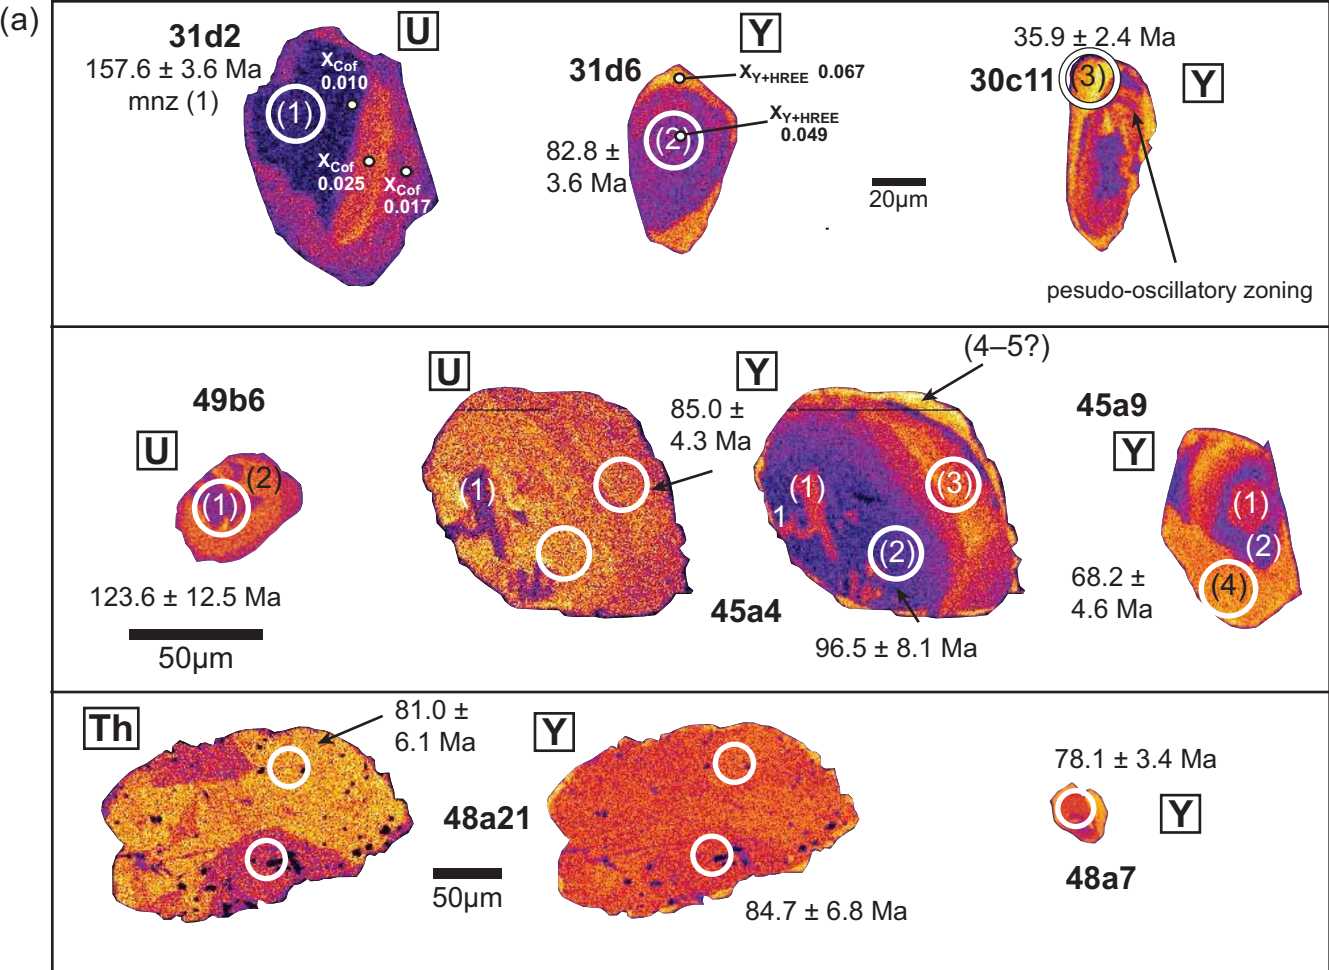 (a)
31d2
U
157.6 ± 3.6 Ma
mnz (1)
(1)
XCof
0.010
XCof
0.025
XCof
0.017
Y
31d6
XY+HREE 0.067
XY+HREE
0.049
(2)
82.8 ±
3.6 Ma
20µm
35.9 ± 2.4 Ma
30c11
(3)
Y
pesudo-oscillatory zoning
49b6
U
(2)
(1)
123.6 ± 12.5 Ma
50µm
U
(1)
85.0 ±
4.3 Ma
45a4
Y
(4–5?)
(1)
1
(3)
(2)
96.5 ± 8.1 Ma
45a9
Y
(1)
(2)
(4)
68.2 ±
4.6 Ma
Th
81.0 ±
6.1 Ma
48a21
50µm
Y
84.7 ± 6.8 Ma
78.1 ± 3.4 Ma
Y
48a7